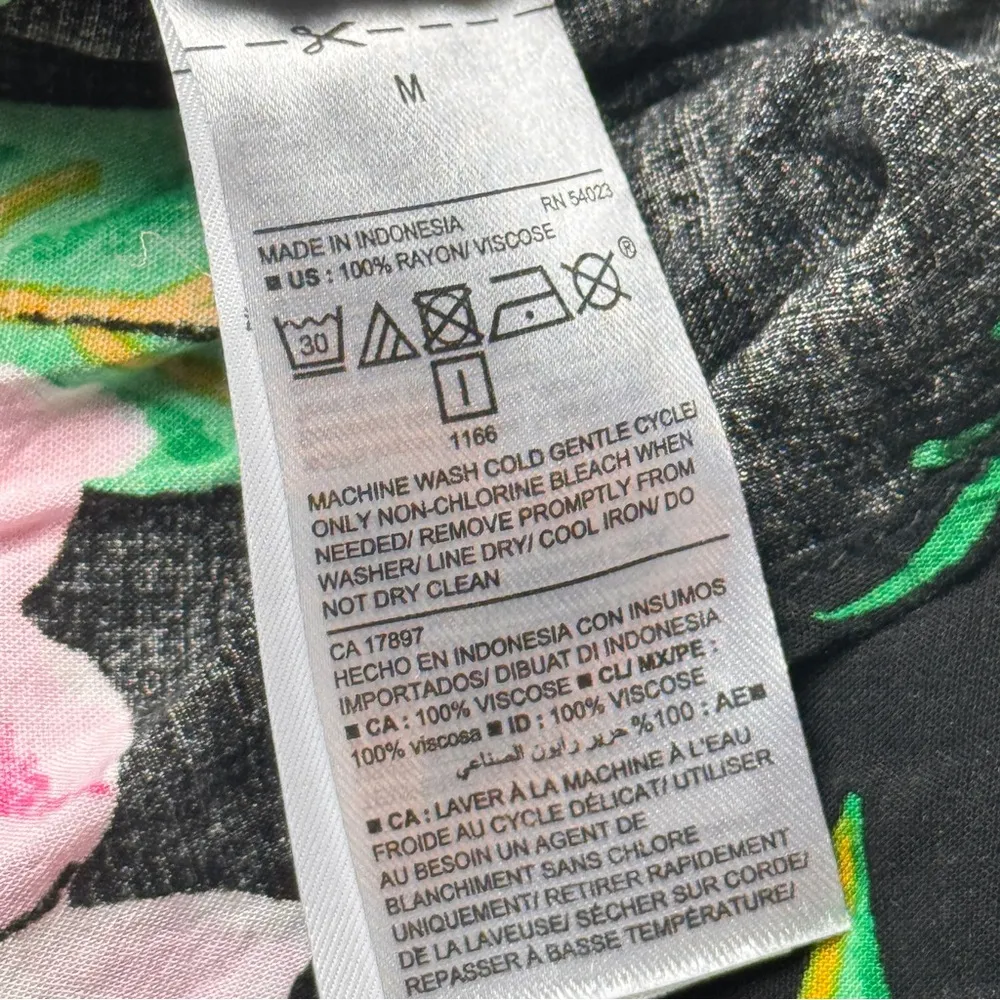 M
RN 54023
MADE IN INDONESIA
■ US : 100% RAYON/ VISCOSE
®
30
1166
MACHINE WASH COLD GENTLE CYCLE/
ONLY NON-CHLORINE BLEACH WHEN
NEEDED/ REMOVE PROMPTLY FROM
WASHER/ LINE DRY/ COOL IRON/ DO
NOT DRY CLEAN
CA 17897
HECHO EN INDONESIA CON INSUMOS
IMPORTADOS/ DIBUAT DI INDONESIA
■ CA : 100% VISCOSE ■ CL/ MX/PE :
100% viscosa ■ ID : 100% VISCOSE
■AE : 100% حرير رايون الصناعي
■ CA : LAVER À LA MACHINE À L'EAU
FROIDE AU CYCLE DÉLICAT/ UTILISER
AU BESOIN UN AGENT DE
BLANCHIMENT SANS CHLORE
UNIQUEMENT/ RETIRER RAPIDEMENT
DE LA LAVEUSE/ SÉCHER SUR CORDE/
REPASSER À BASSE TEMPÉRATURE/